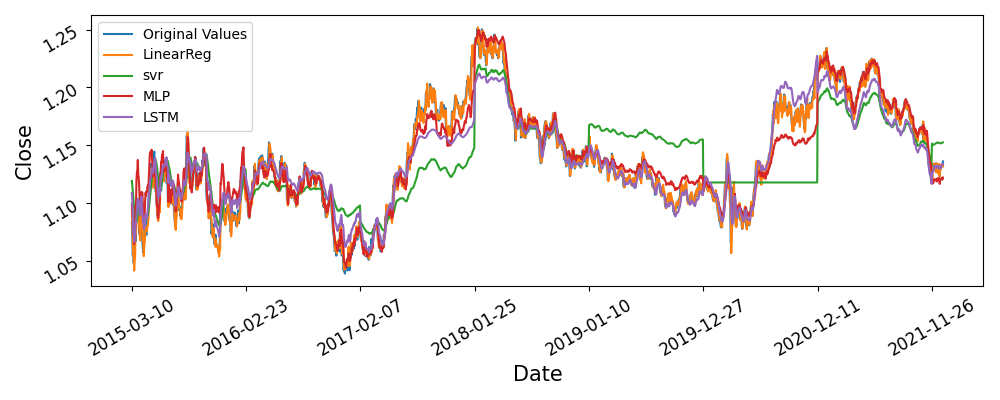 Original Values
LinearReg
svr
MLP
LSTM
1.25
1.20
1.15
1.10
1.05
Close
2015-03-10
2016-02-23
2017-02-07
2018-01-25
2019-01-10
2019-12-27
2020-12-11
2021-11-26
Date